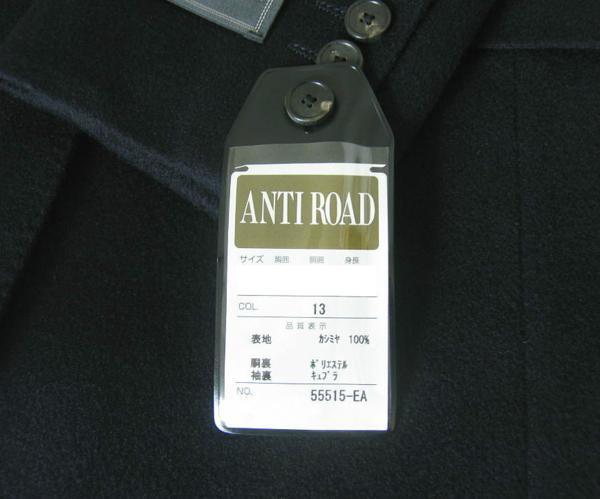 ANTI ROAD
サイズ 胸囲 胴囲 身長
COL. 13
品質表示
表地 ｶｼﾐﾔ 100%
胴裏 ﾎﾟﾘｴｽﾃﾙ
袖裏 ｷｭﾌﾟﾗ
NO. 55515-EA